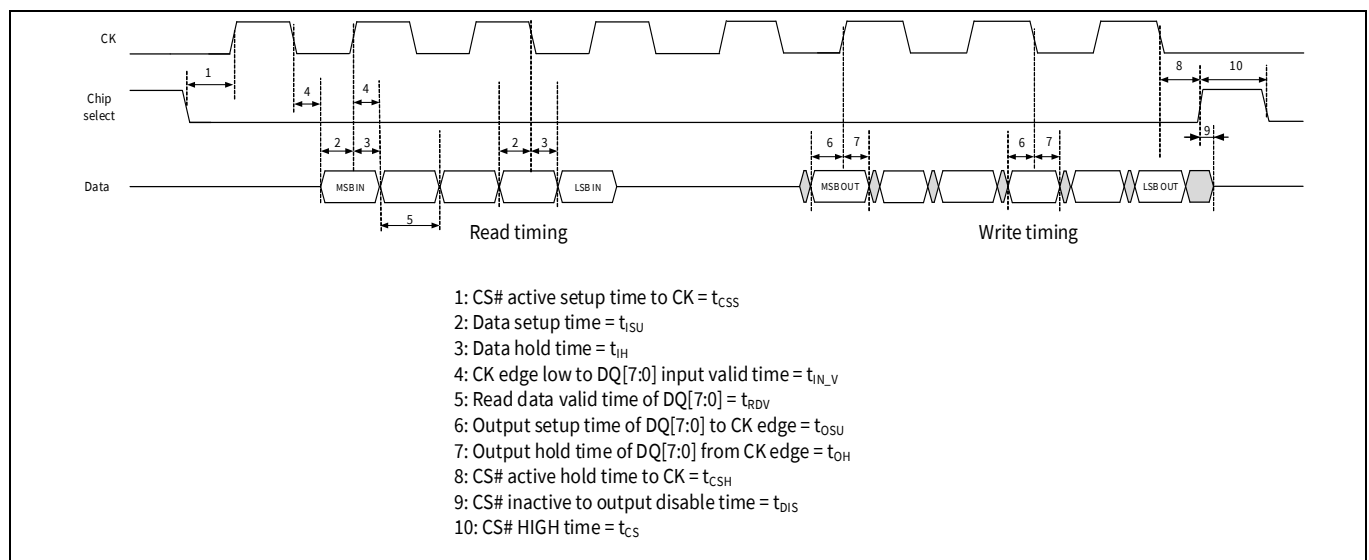 CK
1
8
10
4
4
Chip
select
9
2
3
2
3
6
7
6
7
Data
MSB IN
LSB IN
MSB OUT
LSB OUT
5
Read timing
Write timing
1: CS# active setup time to CK = tCSS
2: Data setup time = tISU
3: Data hold time = tIH
4: CK edge low to DQ[7:0] input valid time = tIN_V
5: Read data valid time of DQ[7:0] = tRDV
6: Output setup time of DQ[7:0] to CK edge = tOSU
7: Output hold time of DQ[7:0] from CK edge = tOH
8: CS# active hold time to CK = tCSH
9: CS# inactive to output disable time = tDIS
10: CS# HIGH time = tCS